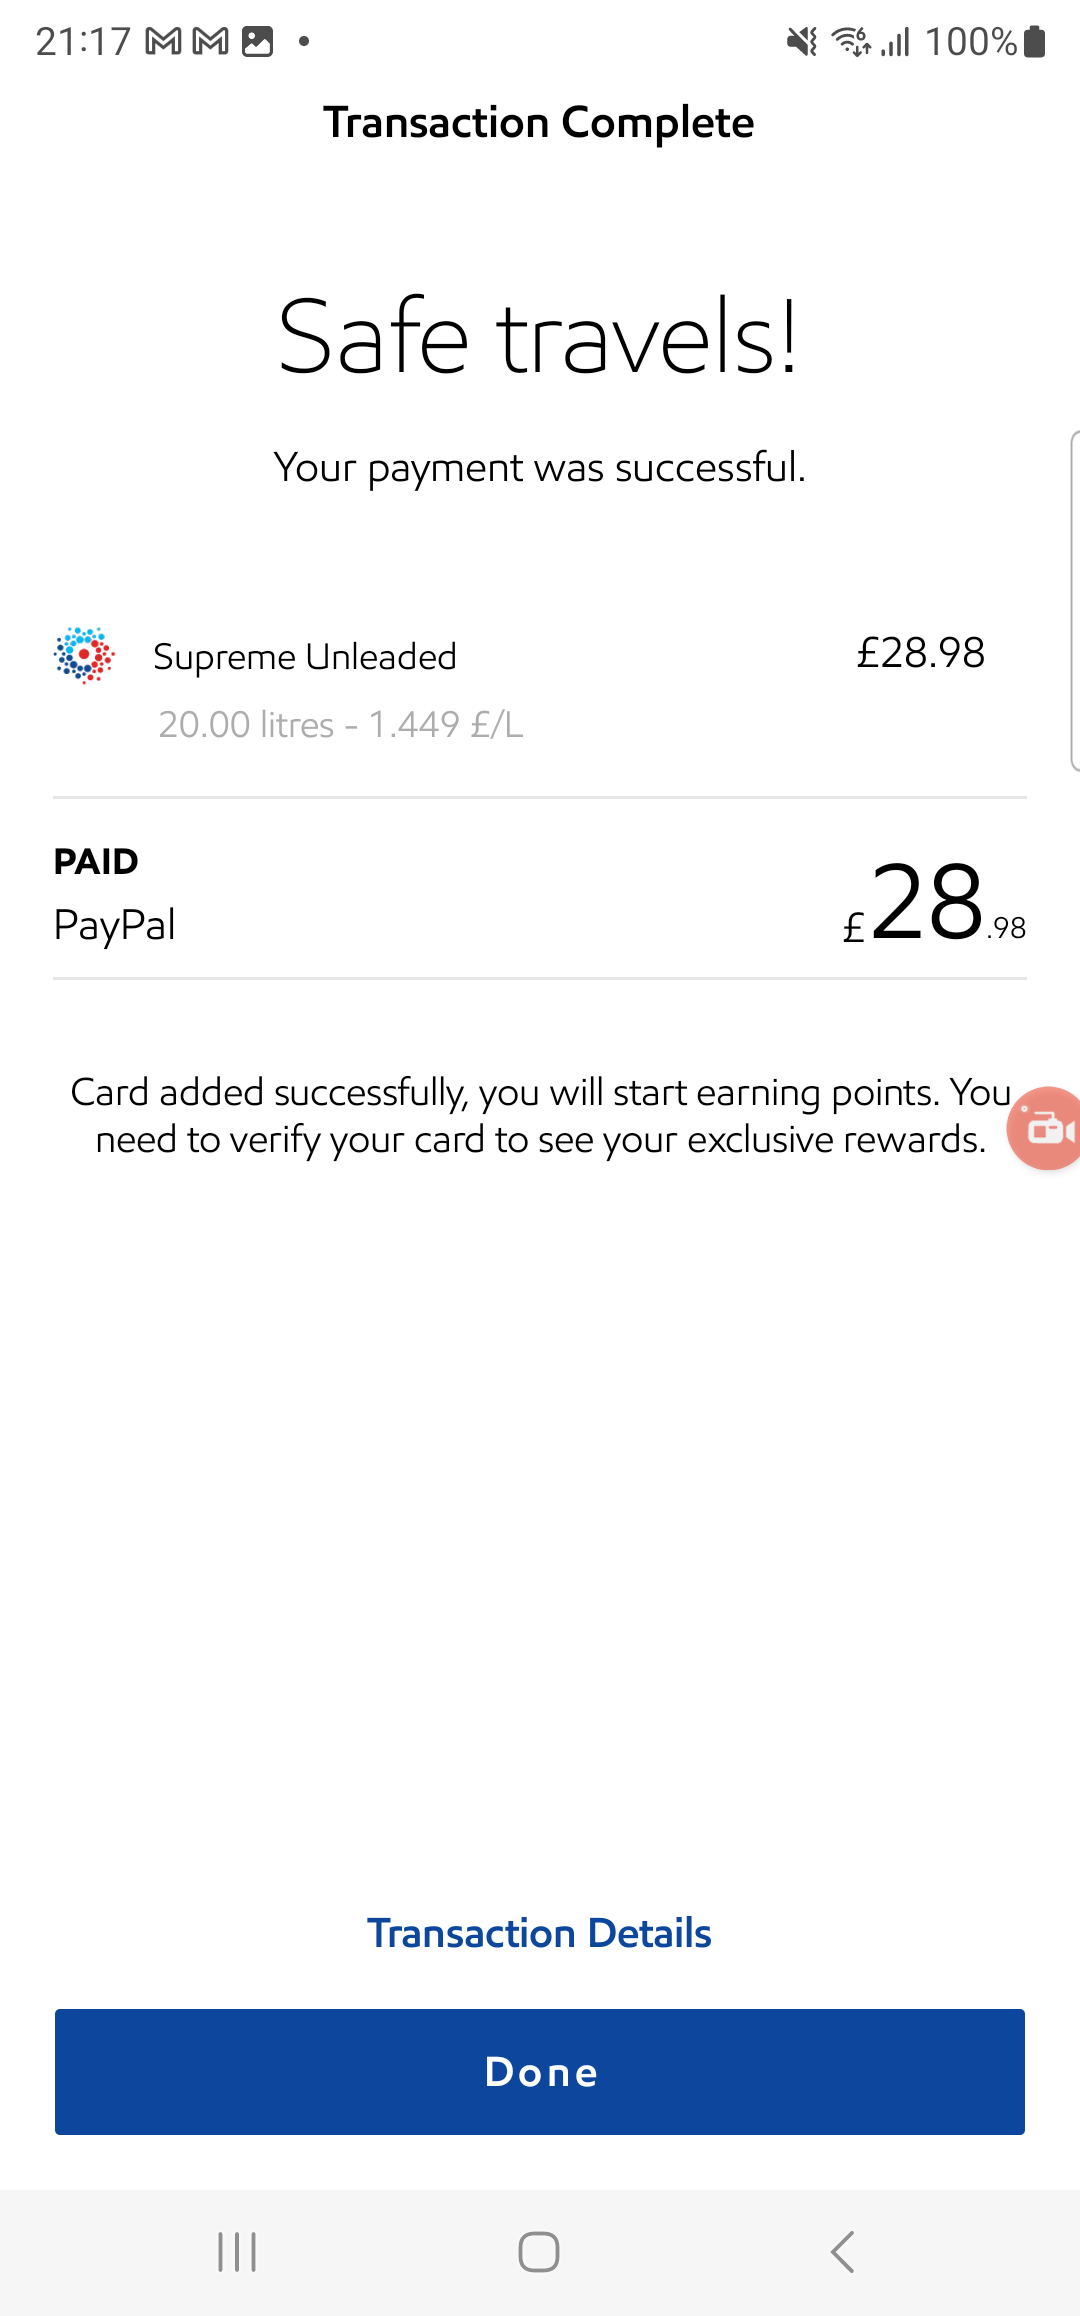 21:17
100%
Transaction Complete
Safe travels!
Your payment was successful.
Supreme Unleaded £28.98
20.00 litres - 1.449 £/L
PAID
PayPal £28.98
Card added successfully, you will start earning points. You
need to verify your card to see your exclusive rewards.
Transaction Details
Done